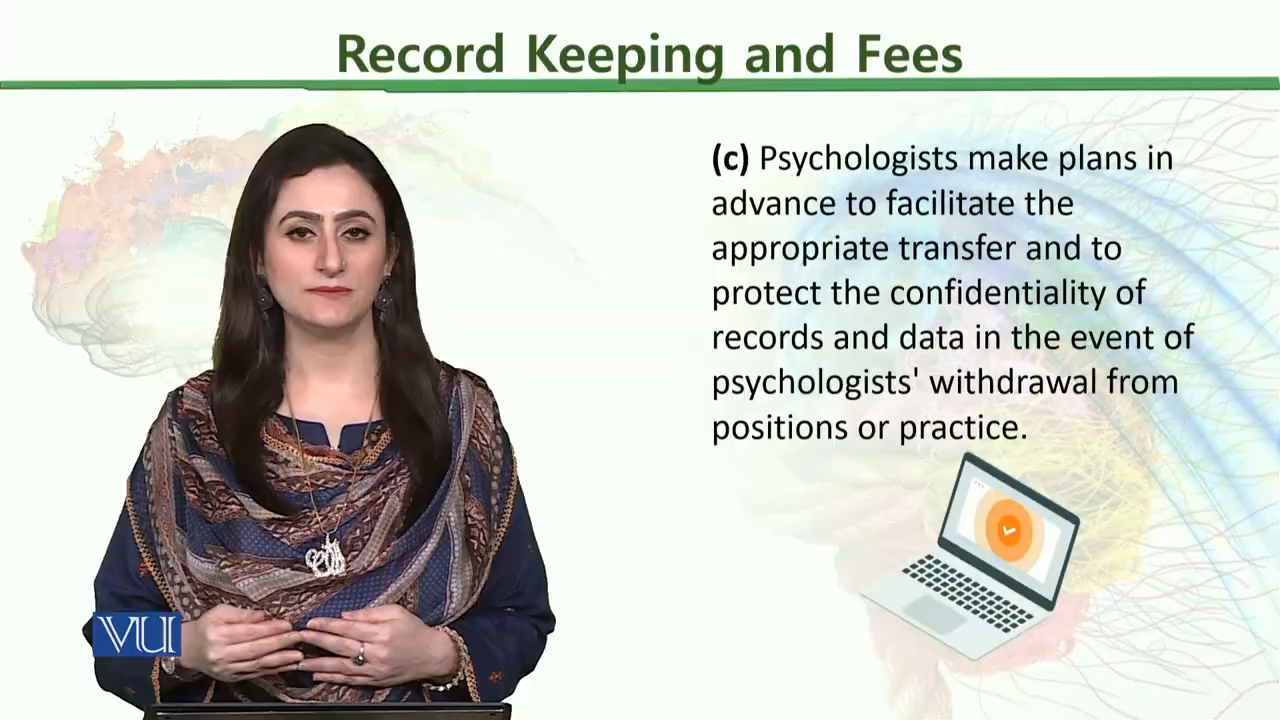 Record Keeping and Fees
(c) Psychologists make plans in
advance to facilitate the
appropriate transfer and to
protect the confidentiality of
records and data in the event of
psychologists' withdrawal from
positions or practice.
VU